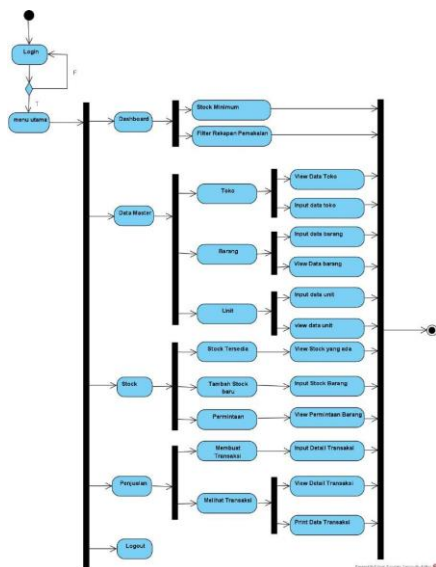 Login
F
T
menu utama
Dashboard
Stock Minimum
Filter Rekapan Pemakaian
Data Master
Toko
View Data Toko
Input data toko
Barang
Input data barang
View Data barang
Unit
Input data unit
view data unit
Stock
Stock Tersedia
View Stock yang ada
Tambah Stock
baru
Input Stock Barang
Permintaan
View Permintaan Barang
Penjualan
Membuat
Transaksi
Input Detail Transaksi
Melihat Transaksi
View Detail Transaksi
Print Data Transaksi
Logout